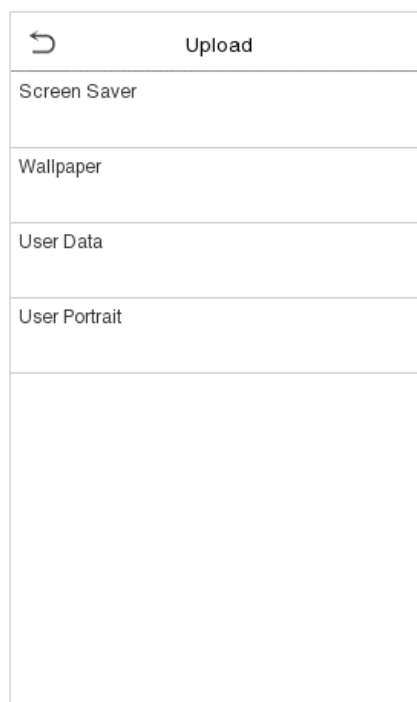 Upload
Screen Saver
Wallpaper
User Data
User Portrait